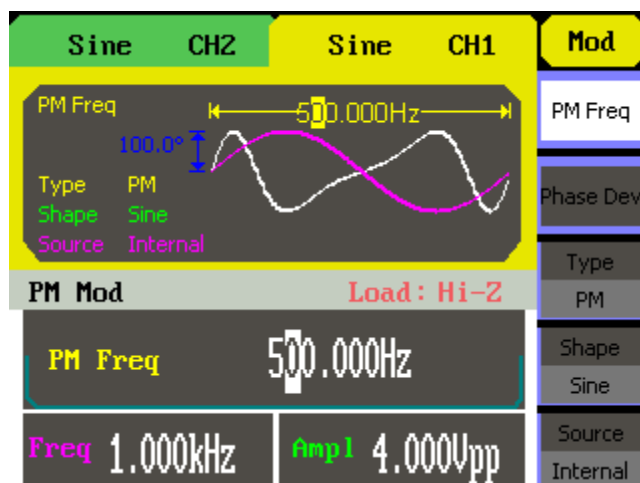 Sine CH2 Sine CH1 Mod
PM Freq 500.000Hz
100.0°
Type PM
Shape Sine
Source Internal
PM Mod Load: Hi-Z
PM Freq 500.000Hz
Freq 1.000kHz Ampl 4.000Vpp
PM Freq
Phase Dev
Type
PM
Shape
Sine
Source
Internal